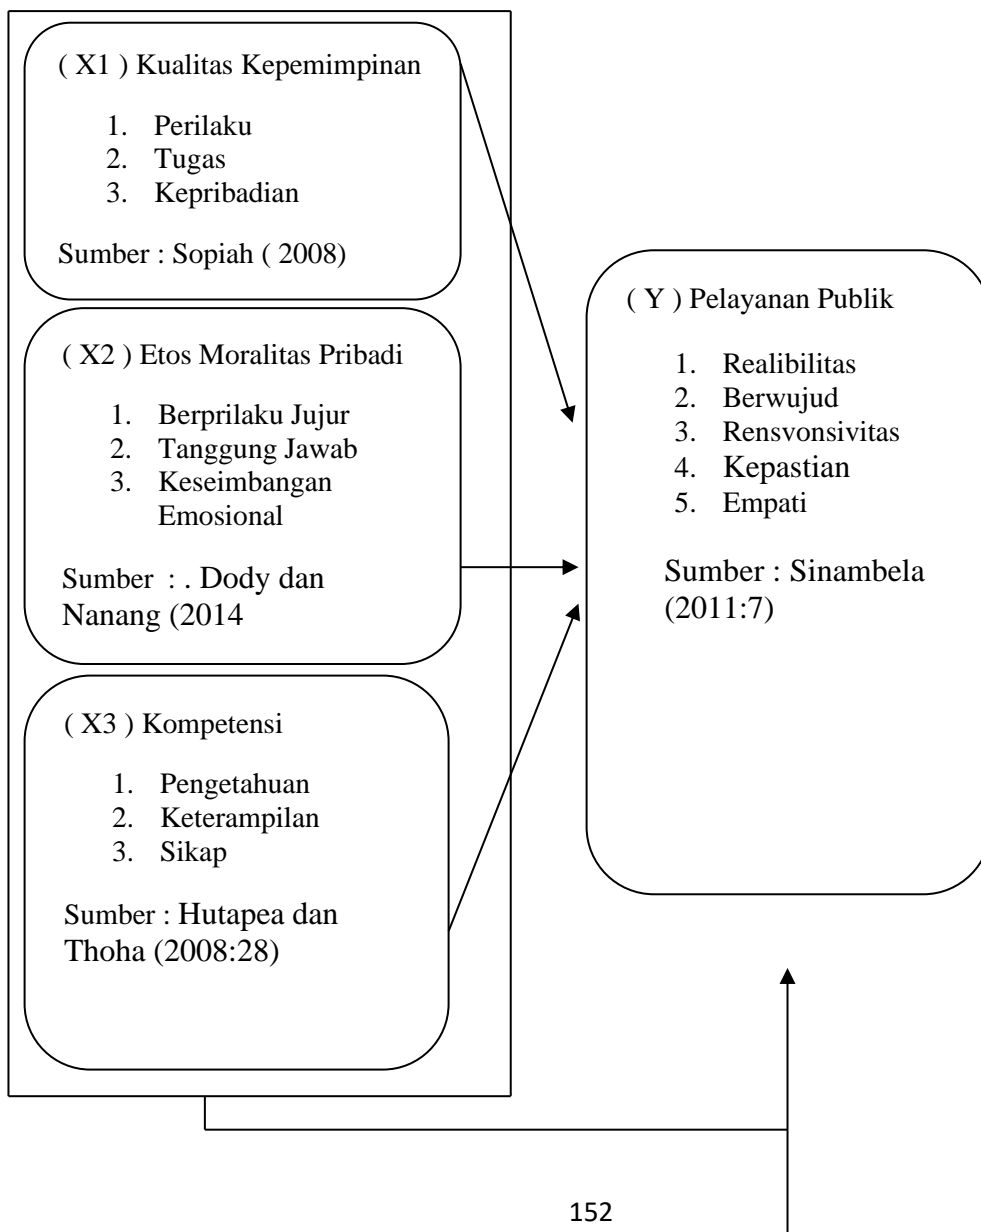 ( X1 ) Kualitas Kepemimpinan
1. Perilaku
2. Tugas
3. Kepribadian
Sumber : Sopiah ( 2008)
( X2 ) Etos Moralitas Pribadi
1. Berprilaku Jujur
2. Tanggung Jawab
3. Keseimbangan
Emosional
Sumber : . Dody dan
Nanang (2014
( X3 ) Kompetensi
1. Pengetahuan
2. Keterampilan
3. Sikap
Sumber : Hutapea dan
Thoha (2008:28)
( Y ) Pelayanan Publik
1. Realibilitas
2. Berwujud
3. Rensvonsivitas
4. Kepastian
5. Empati
Sumber : Sinambela
(2011:7)
152